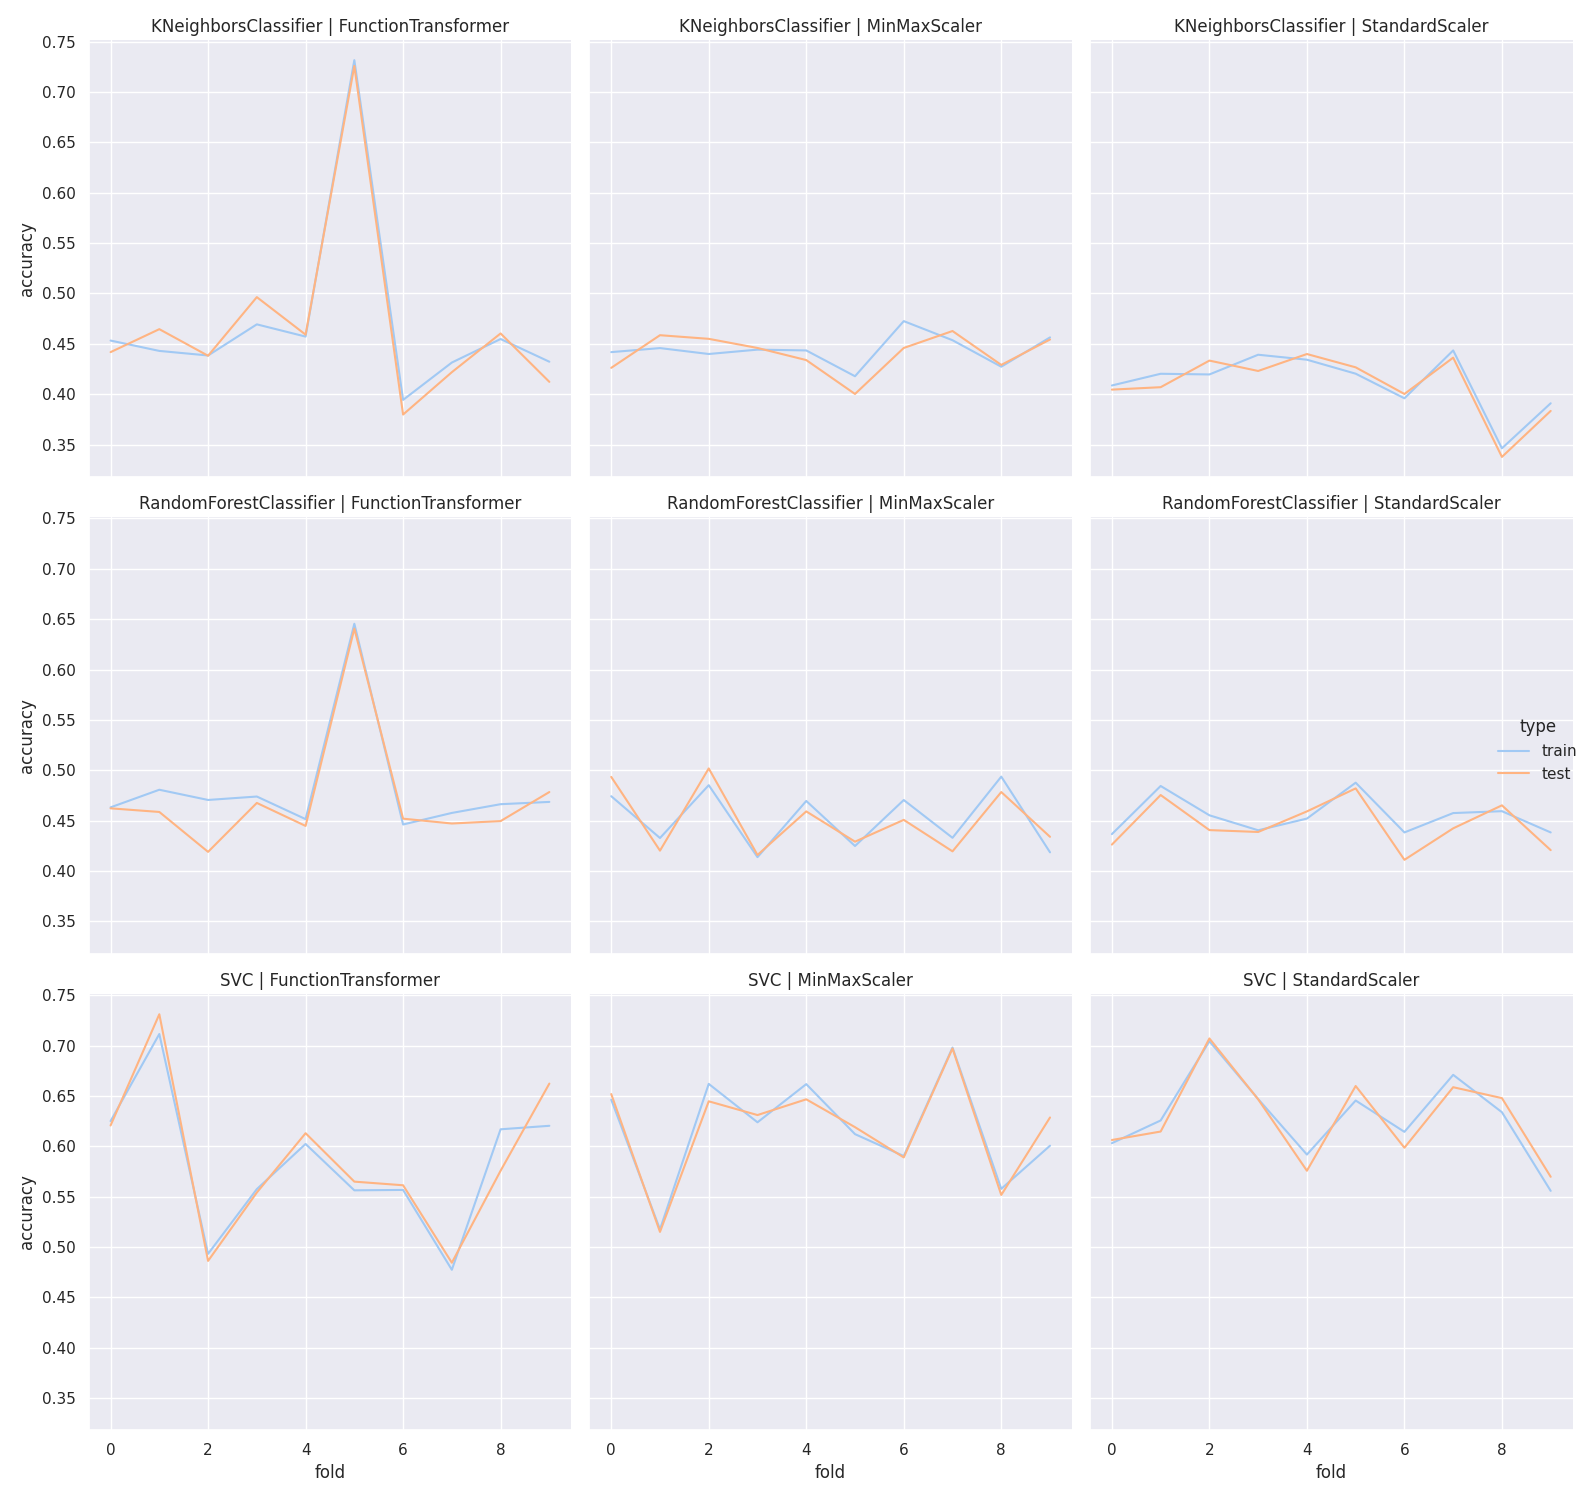 KNeighborsClassifier | FunctionTransformer
KNeighborsClassifier | MinMaxScaler
KNeighborsClassifier | StandardScaler
0.75
0.70
0.65
0.60
0.55
0.50
0.45
0.40
0.35
accuracy
RandomForestClassifier | FunctionTransformer
RandomForestClassifier | MinMaxScaler
RandomForestClassifier | StandardScaler
0.75
0.70
0.65
0.60
0.55
0.50
0.45
0.40
0.35
accuracy
type
train
test
SVC | FunctionTransformer
SVC | MinMaxScaler
SVC | StandardScaler
0.75
0.70
0.65
0.60
0.55
0.50
0.45
0.40
0.35
accuracy
0 2 4 6 8
fold
0 2 4 6 8
fold
0 2 4 6 8
fold